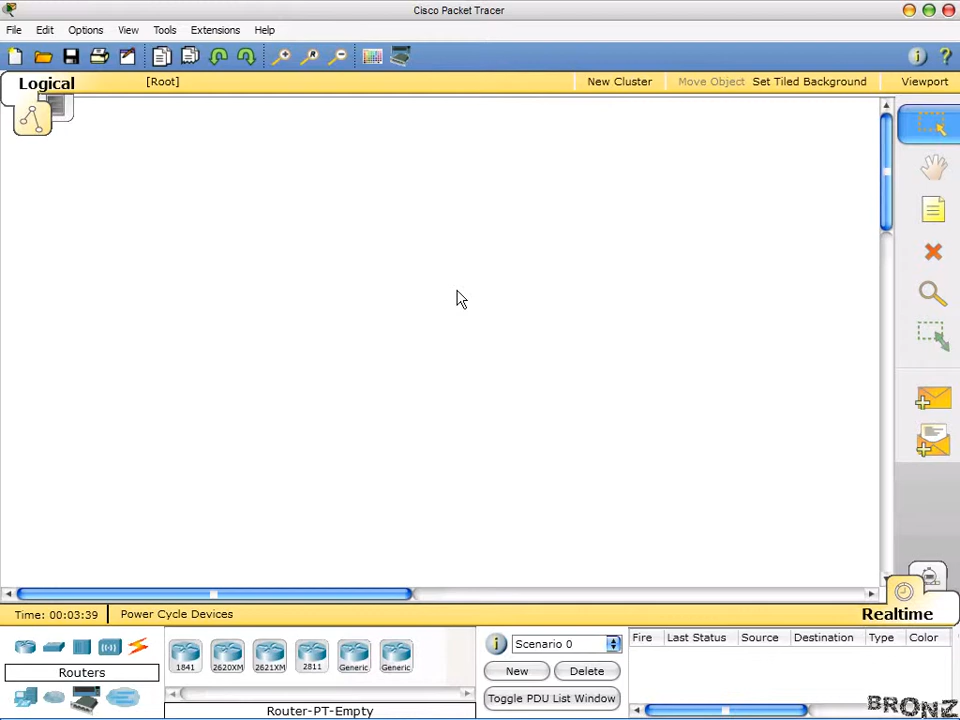 Cisco Packet Tracer
File Edit Options View Tools Extensions Help
Logical [Root] New Cluster Move Object Set Tiled Background Viewport
Time: 00:03:39 Power Cycle Devices Realtime
Routers
1841 2620XM 2621XM 2811 Generic Generic
Router-PT-Empty
Scenario 0
New Delete
Toggle PDU List Window
Fire Last Status Source Destination Type Color
BRONZ